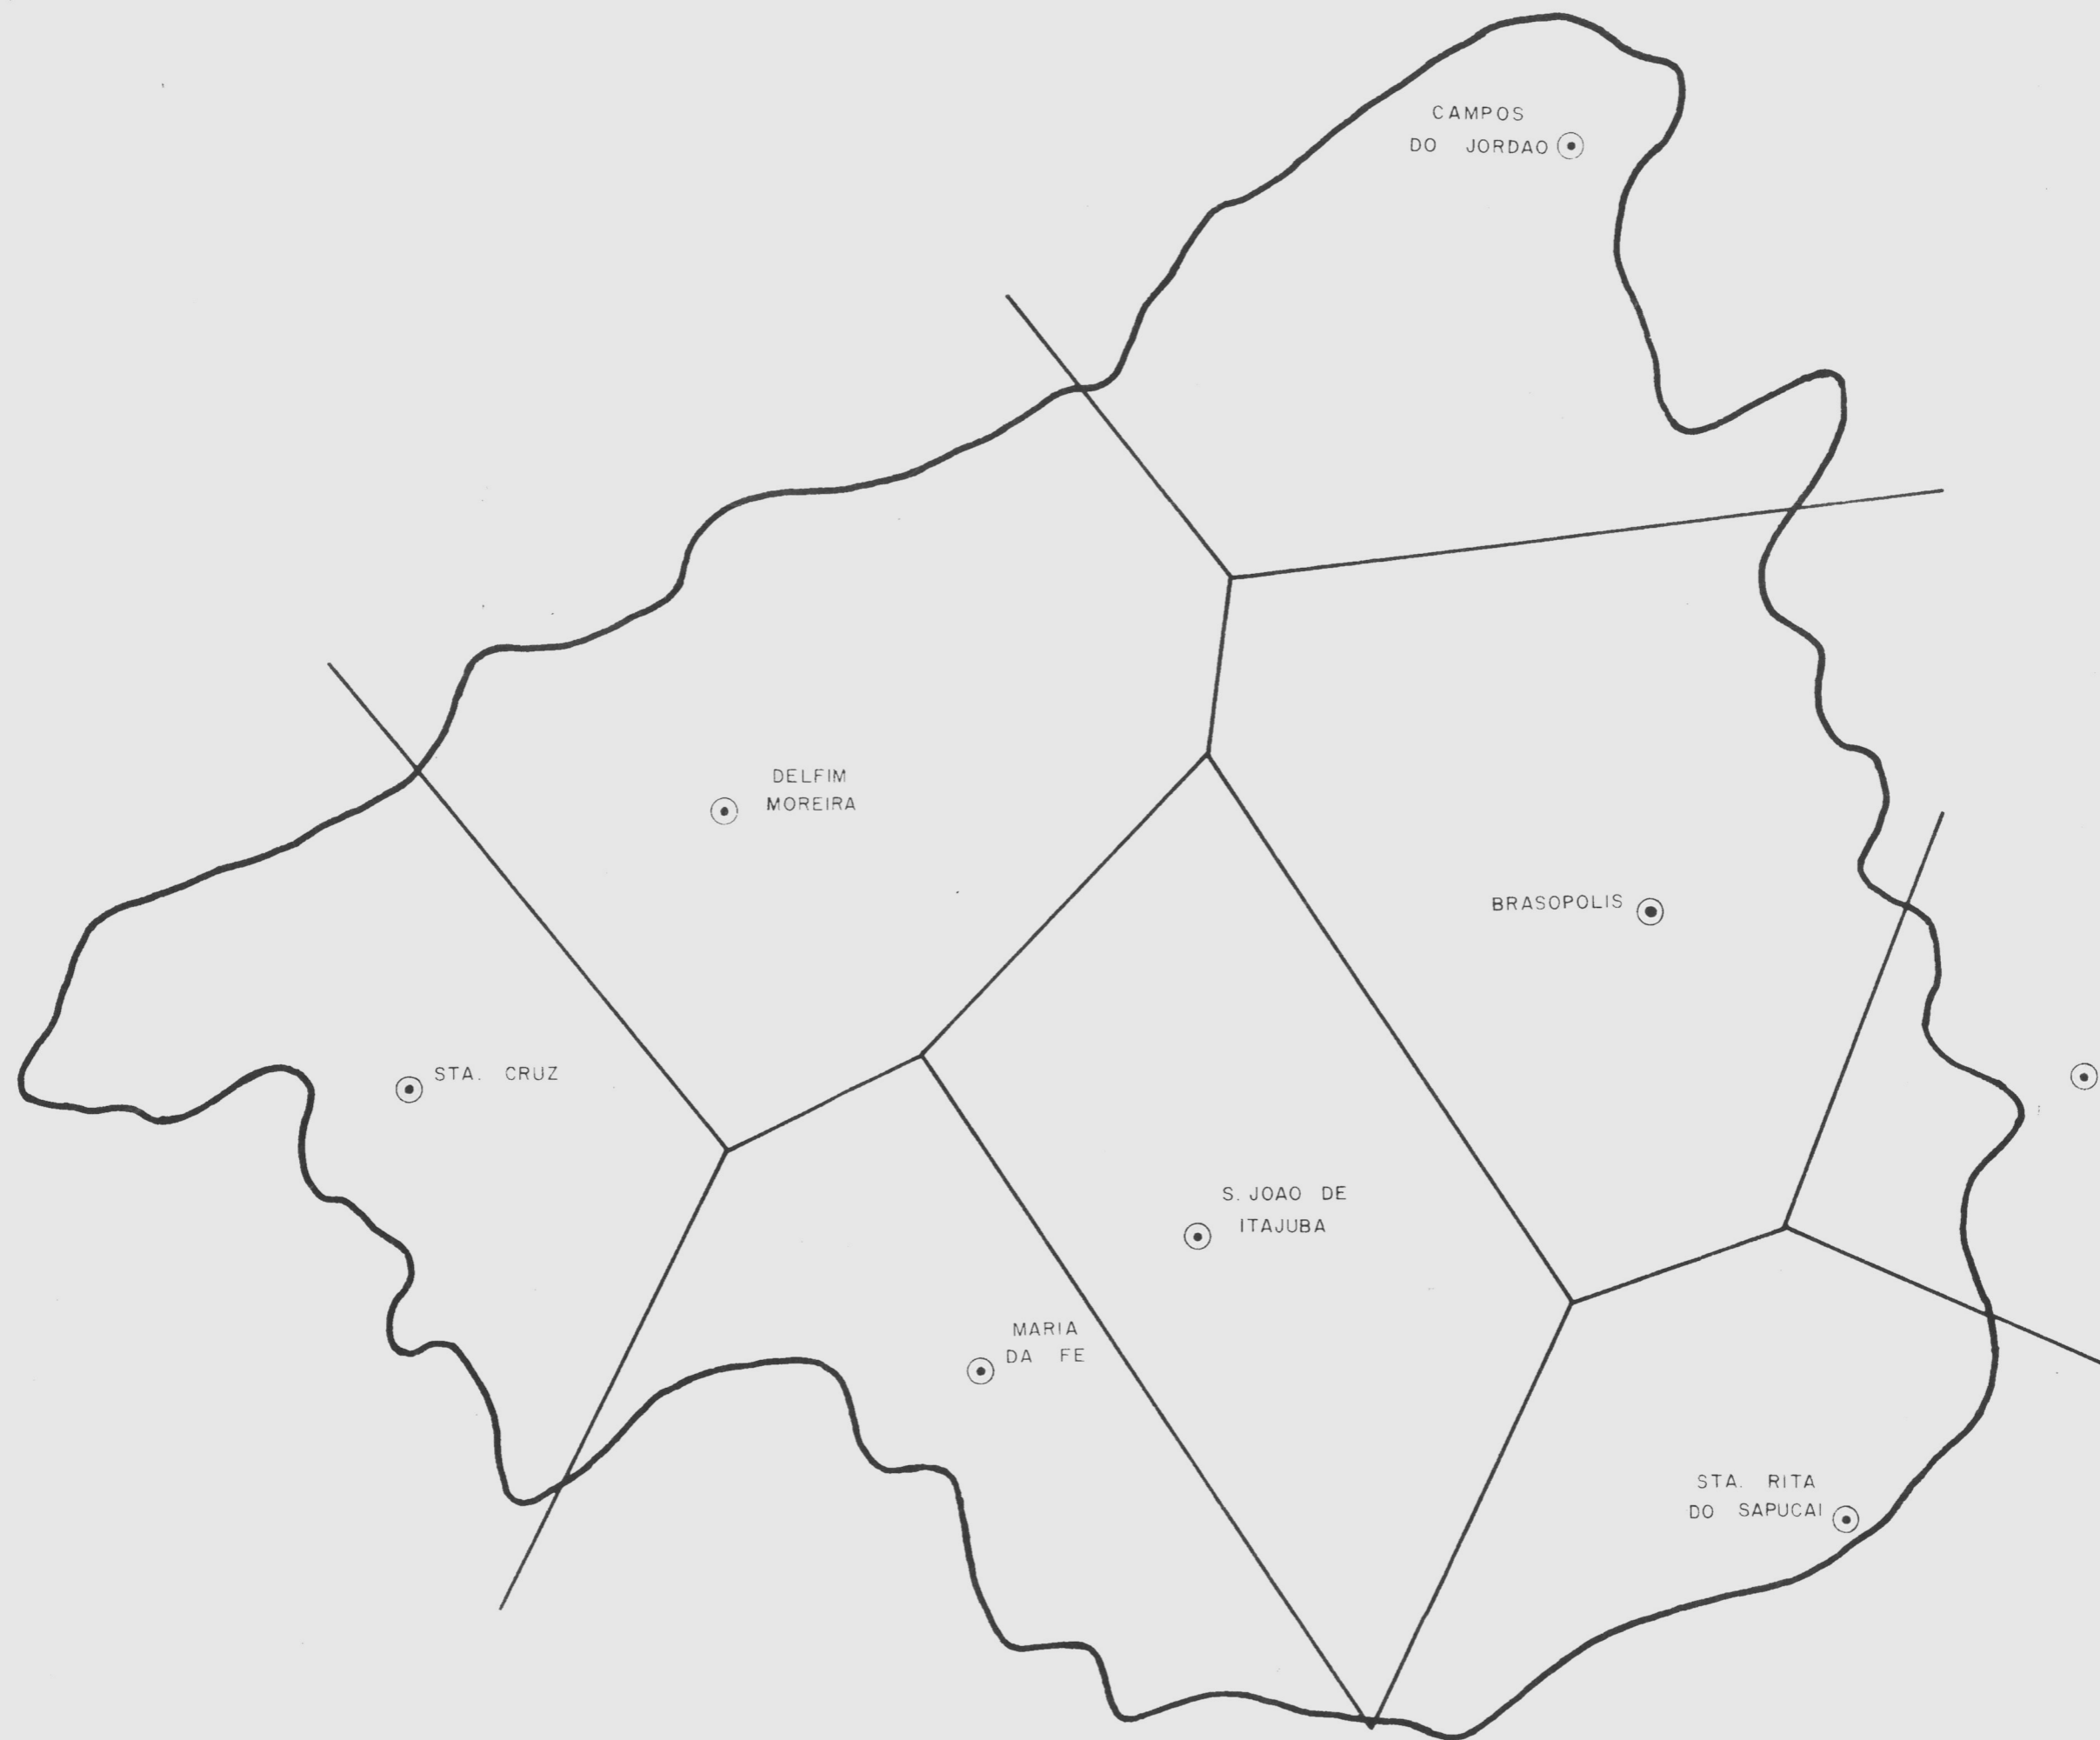 CAMPOS
DO JORDAO
DELFIM
MOREIRA
BRASOPOLIS
STA. CRUZ
S. JOAO DE
ITAJUBA
MARIA
DA FE
STA. RITA
DO SAPUCAI